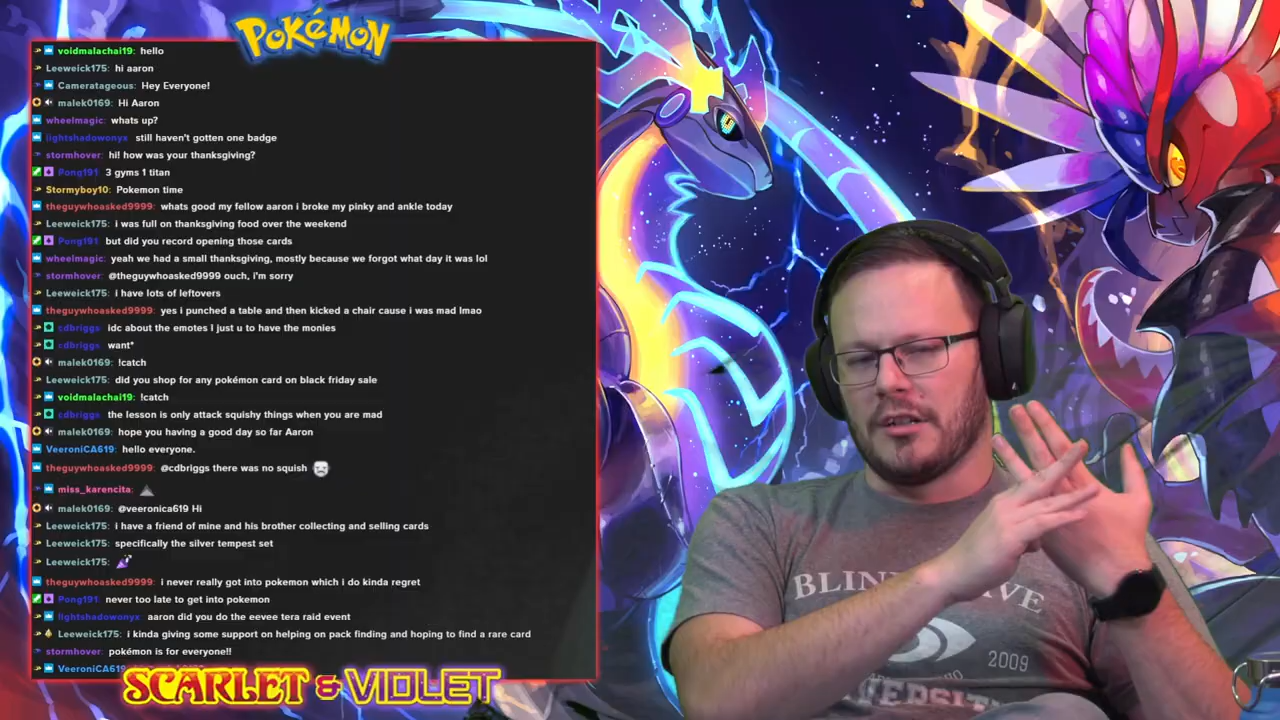 POKéMON
voidmalachai19: hello
Leeweick175: hi aaron
Cameratageous: Hey Everyone!
malek0169: Hi Aaron
wheelmagic: whats up?
lightshadowonyx still haven't gotten one badge
stormhover: hi! how was your thanksgiving?
Pong191 3 gyms 1 titan
Stormyboy10: Pokemon time
theguywhoasked9999: whats good my fellow aaron i broke my pinky and ankle today
Leeweick175: i was full on thanksgiving food over the weekend
Pong191: but did you record opening those cards
wheelmagic: yeah we had a small thanksgiving, mostly because we forgot what day it was lol
stormhover: @theguywhoasked9999 ouch, i'm sorry
Leeweick175: i have lots of leftovers
theguywhoasked9999: yes i punched a table and then kicked a chair cause i was mad lmao
cdbriggs: idc about the emotes i just u to have the monies
cdbriggs: want*
malek0169: !catch
Leeweick175: did you shop for any pokémon card on black friday sale
voidmalachai19: !catch
cdbriggs: the lesson is only attack squishy things when you are mad
malek0169: hope you having a good day so far Aaron
VeeroniCA619: hello everyone.
theguywhoasked9999: @cdbriggs there was no squish
miss_karencita:
malek0169: @veeronica619 Hi
Leeweick175: i have a friend of mine and his brother collecting and selling cards
Leeweick175: specifically the silver tempest set
Leeweick175:
theguywhoasked9999: i never really got into pokemon which i do kinda regret
Pong191: never too late to get into pokemon
lightshadowonyx aaron did you do the eevee tera raid event
Leeweick175: i kinda giving some support on helping on pack finding and hoping to find a rare card
stormhover: pokémon is for everyone!!
VeeroniCA619
SCARLET & VIOLET
2009